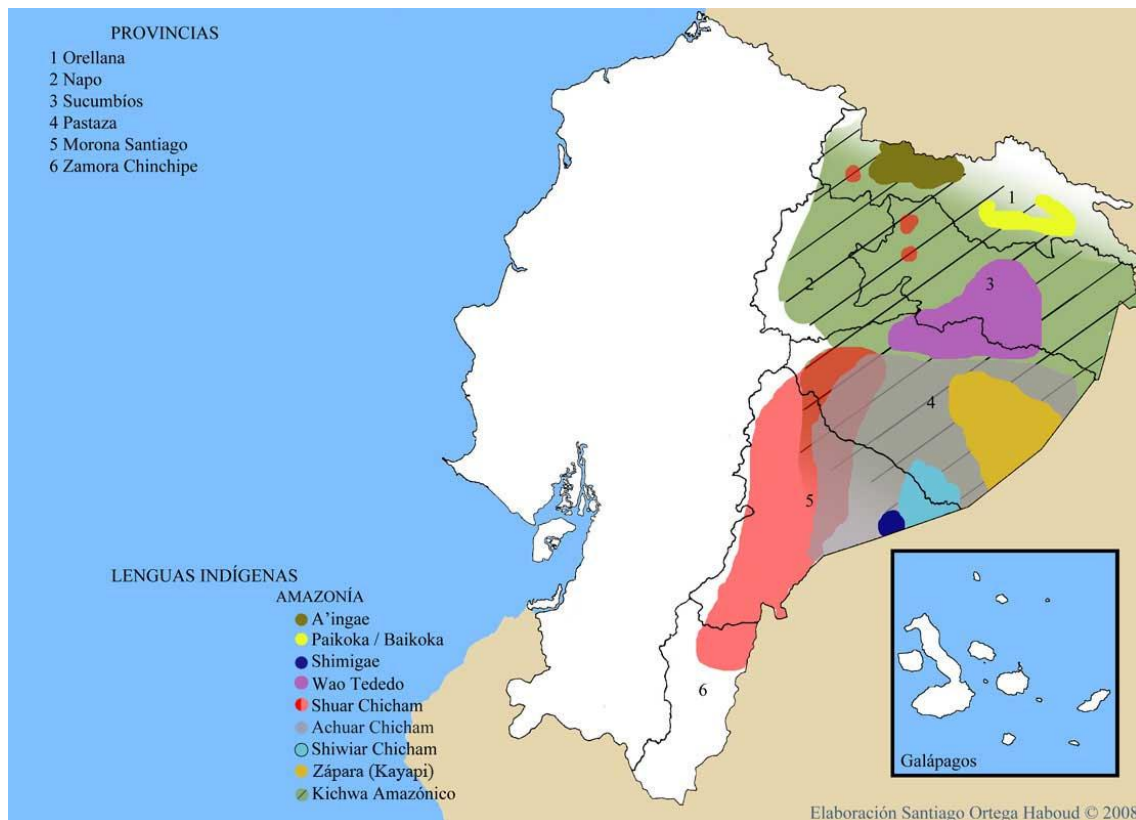 PROVINCIAS
1 Orellana
2 Napo
3 Sucumbíos
4 Pastaza
5 Morona Santiago
6 Zamora Chinchipe
1
2
3
4
5
6
LENGUAS INDÍGENAS
AMAZONÍA
A'ingae
Paikoka / Baikoka
Shimigae
Wao Tededo
Shuar Chicham
Achuar Chicham
Shiwiar Chicham
Zápara (Kayapi)
Kichwa Amazónico
Galápagos
Elaboración Santiago Ortega Haboud © 2008